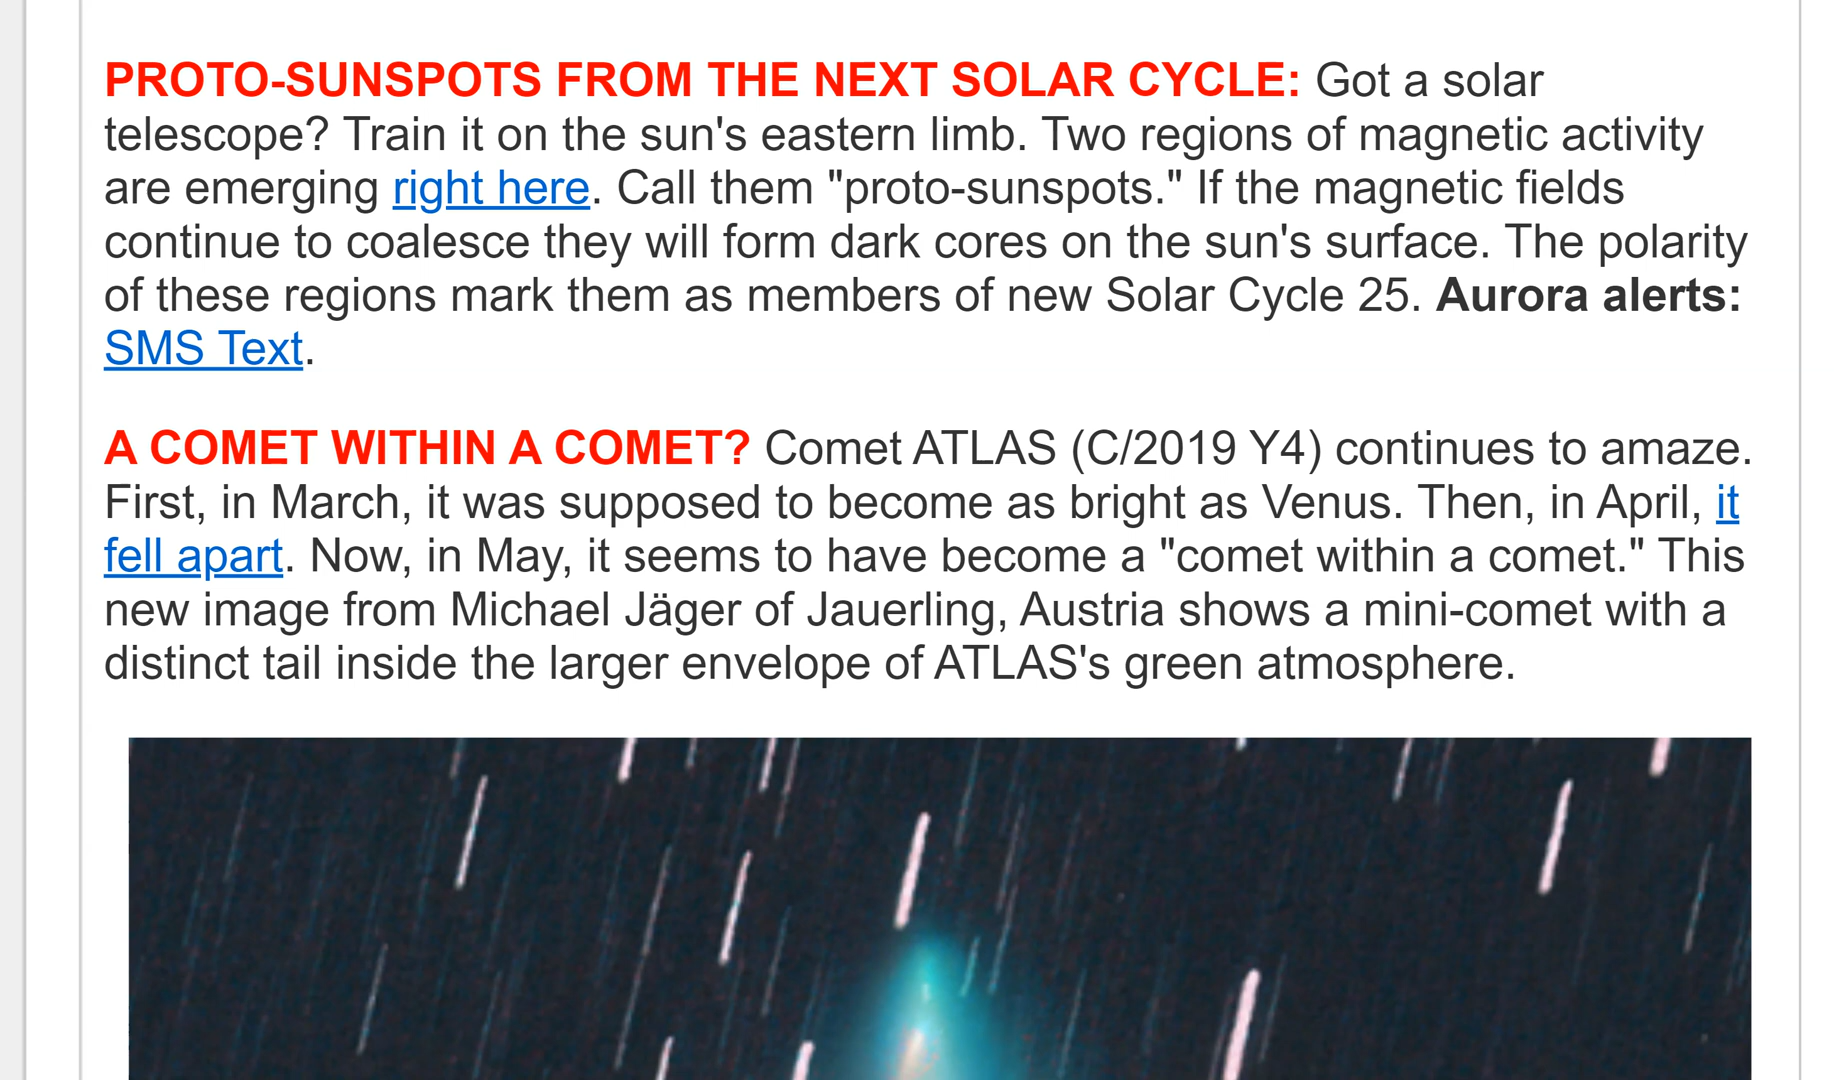 PROTO-SUNSPOTS FROM THE NEXT SOLAR CYCLE: Got a solar
telescope? Train it on the sun's eastern limb. Two regions of magnetic activity
are emerging right here. Call them "proto-sunspots." If the magnetic fields
continue to coalesce they will form dark cores on the sun's surface. The polarity
of these regions mark them as members of new Solar Cycle 25. Aurora alerts:
SMS Text.
A COMET WITHIN A COMET? Comet ATLAS (C/2019 Y4) continues to amaze.
First, in March, it was supposed to become as bright as Venus. Then, in April, it
fell apart. Now, in May, it seems to have become a "comet within a comet." This
new image from Michael Jäger of Jauerling, Austria shows a mini-comet with a
distinct tail inside the larger envelope of ATLAS's green atmosphere.